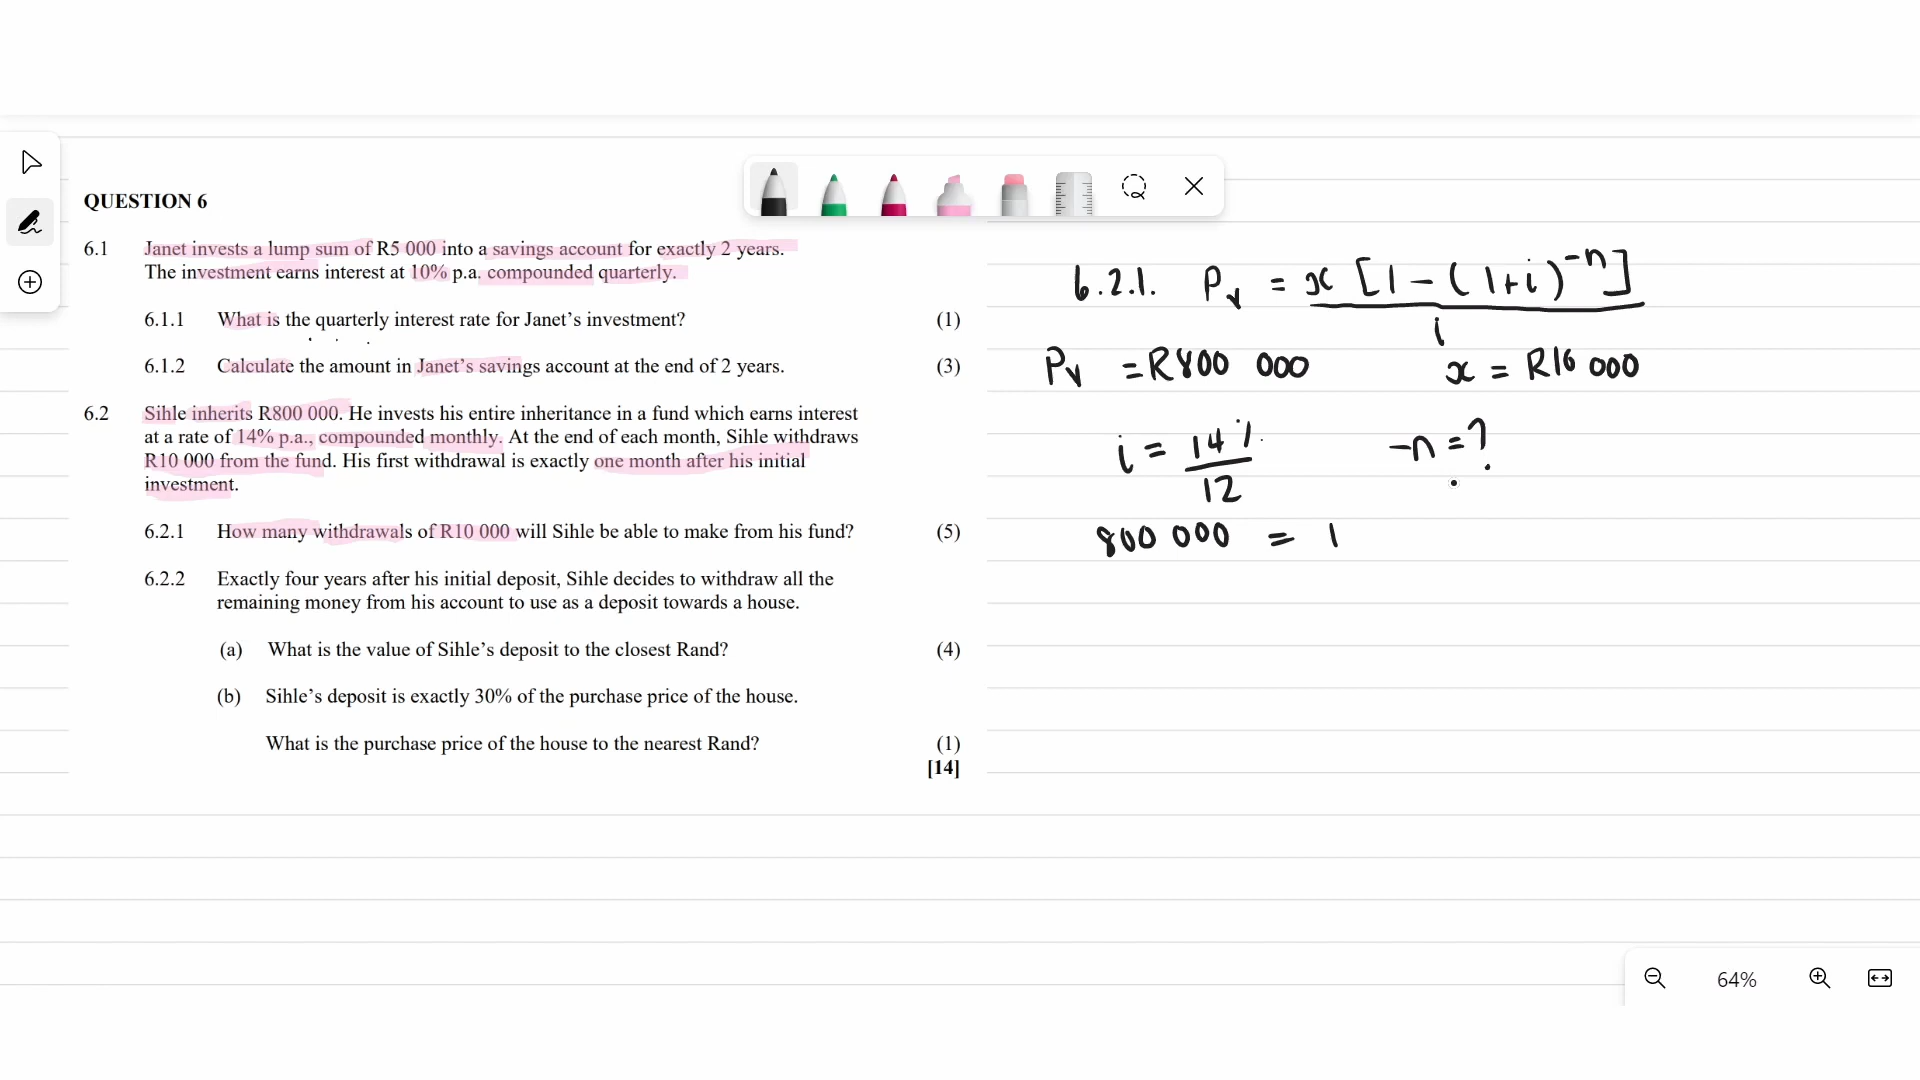 QUESTION 6
6.1 Janet invests a lump sum of R5 000 into a savings account for exactly 2 years.
The investment earns interest at 10% p.a. compounded quarterly.
6.1.1 What is the quarterly interest rate for Janet's investment? (1)
6.1.2 Calculate the amount in Janet's savings account at the end of 2 years. (3)
6.2 Sihle inherits R800 000. He invests his entire inheritance in a fund which earns interest
at a rate of 14% p.a., compounded monthly. At the end of each month, Sihle withdraws
R10 000 from the fund. His first withdrawal is exactly one month after his initial
investment.
6.2.1 How many withdrawals of R10 000 will Sihle be able to make from his fund? (5)
6.2.2 Exactly four years after his initial deposit, Sihle decides to withdraw all the
remaining money from his account to use as a deposit towards a house.
(a) What is the value of Sihle's deposit to the closest Rand? (4)
(b) Sihle's deposit is exactly 30% of the purchase price of the house.
What is the purchase price of the house to the nearest Rand? (1)
[14]
6.2.1. Pv = x [1 - (1+i)^-n]
i
Pv = R800 000 x = R10 000
i = 14% -n = ?
12
800 000 = 1
64%